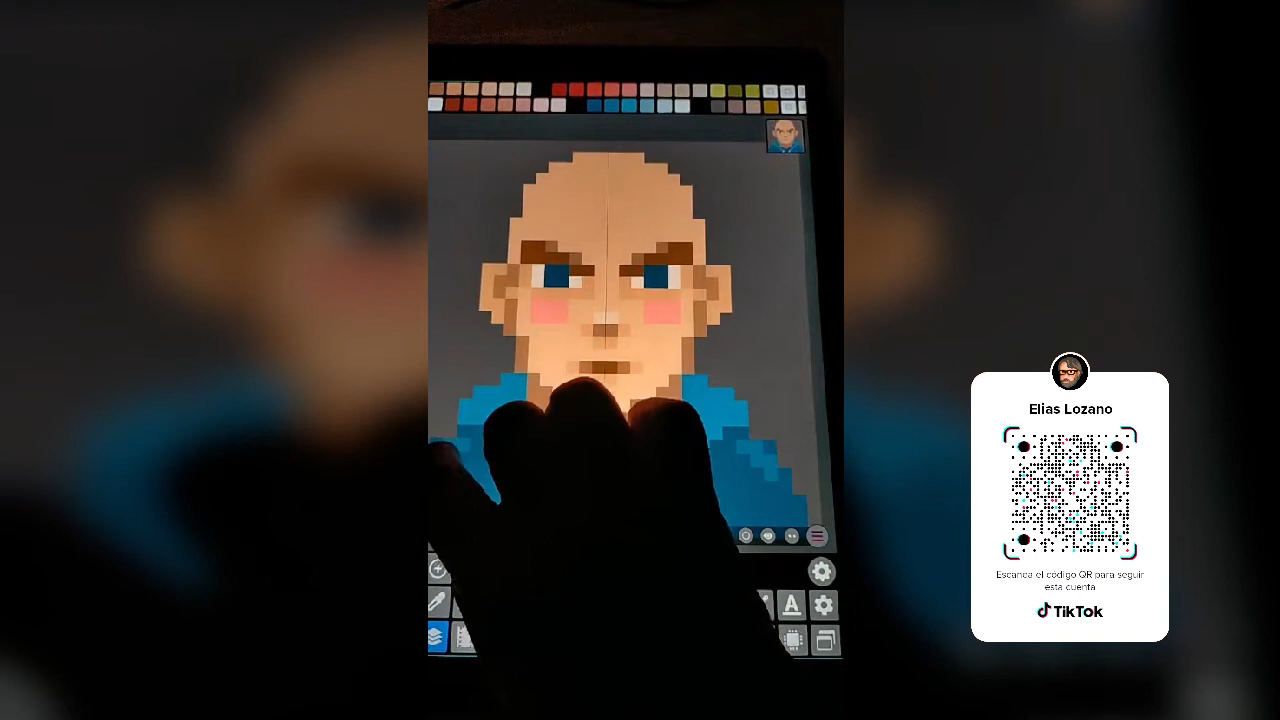 A
Elias Lozano
Escanea el código QR para seguir
esta cuenta
TikTok